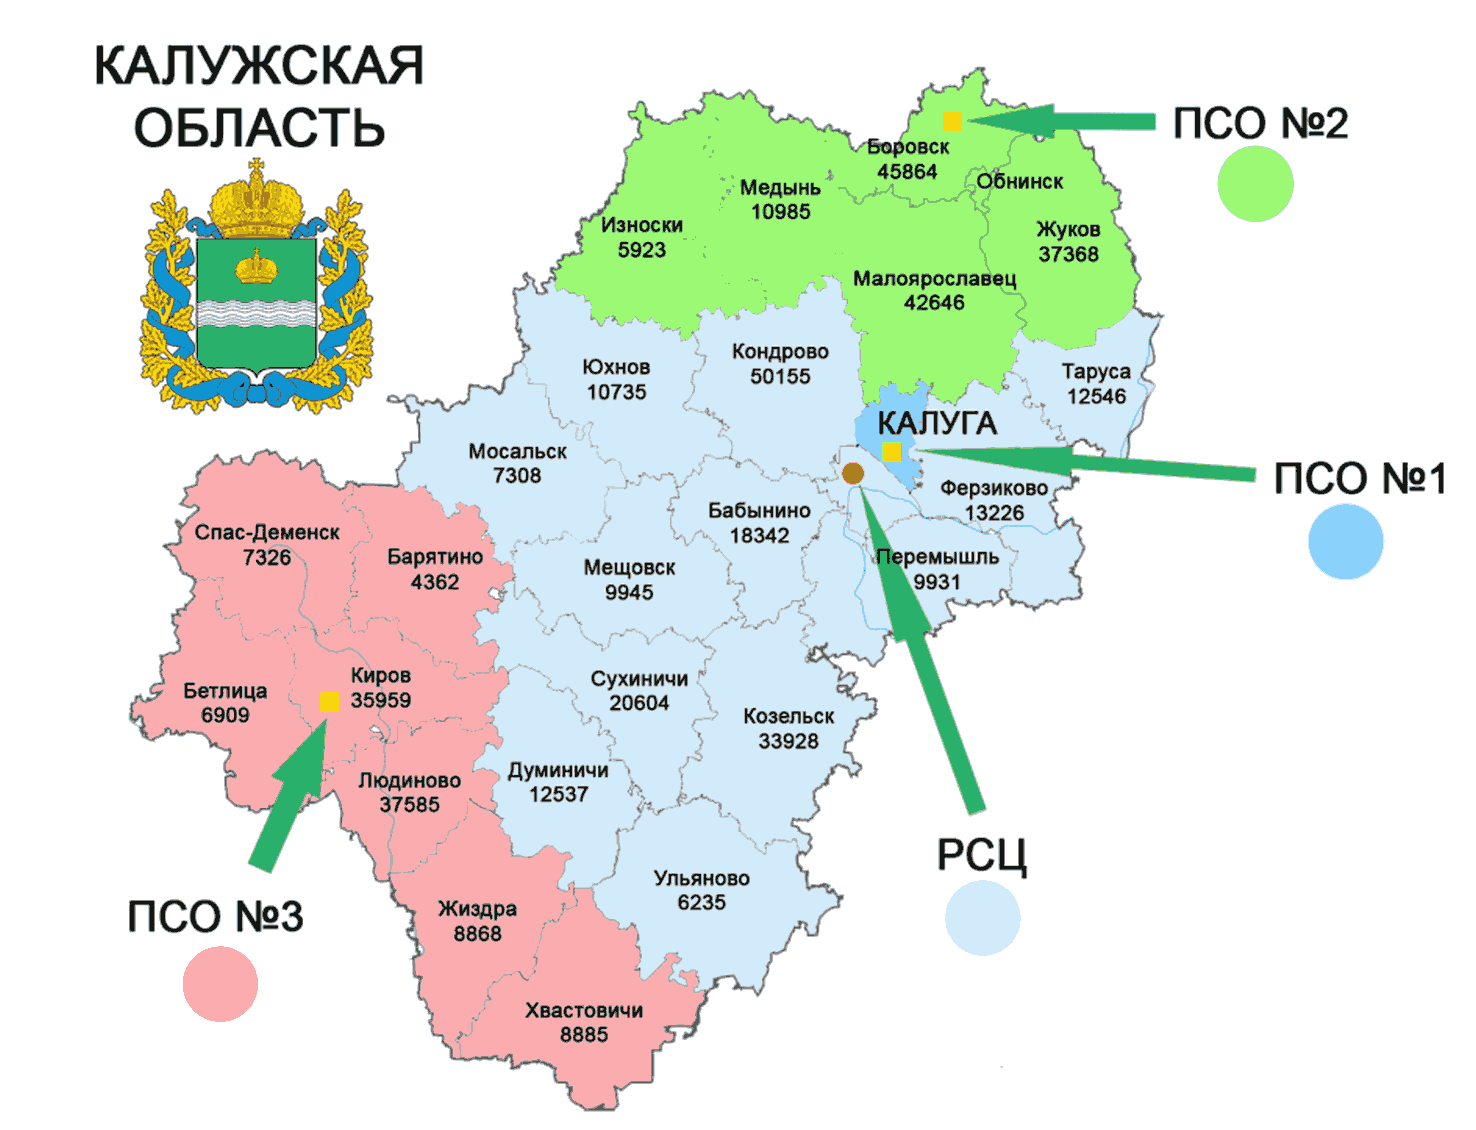 КАЛУЖСКАЯ
ОБЛАСТЬ
ПСО №2
Боровск
45864
Обнинск
Медынь
10985
Износки
5923
Жуков
37368
Малоярославец
42646
Кондрово
50155
Юхнов
10735
Таруса
12546
КАЛУГА
Мосальск
7308
ПСО №1
Ферзиково
13226
Бабынино
18342
Спас-Деменск
7326
Барятино
4362
Мещовск
9945
Перемышль
9931
Киров
35959
Сухиничи
20604
Бетлица
6909
Козельск
33928
Людиново
37585
Думиничи
12537
РСЦ
Ульяново
6235
ПСО №3
Жиздра
8868
Хвастовичи
8885